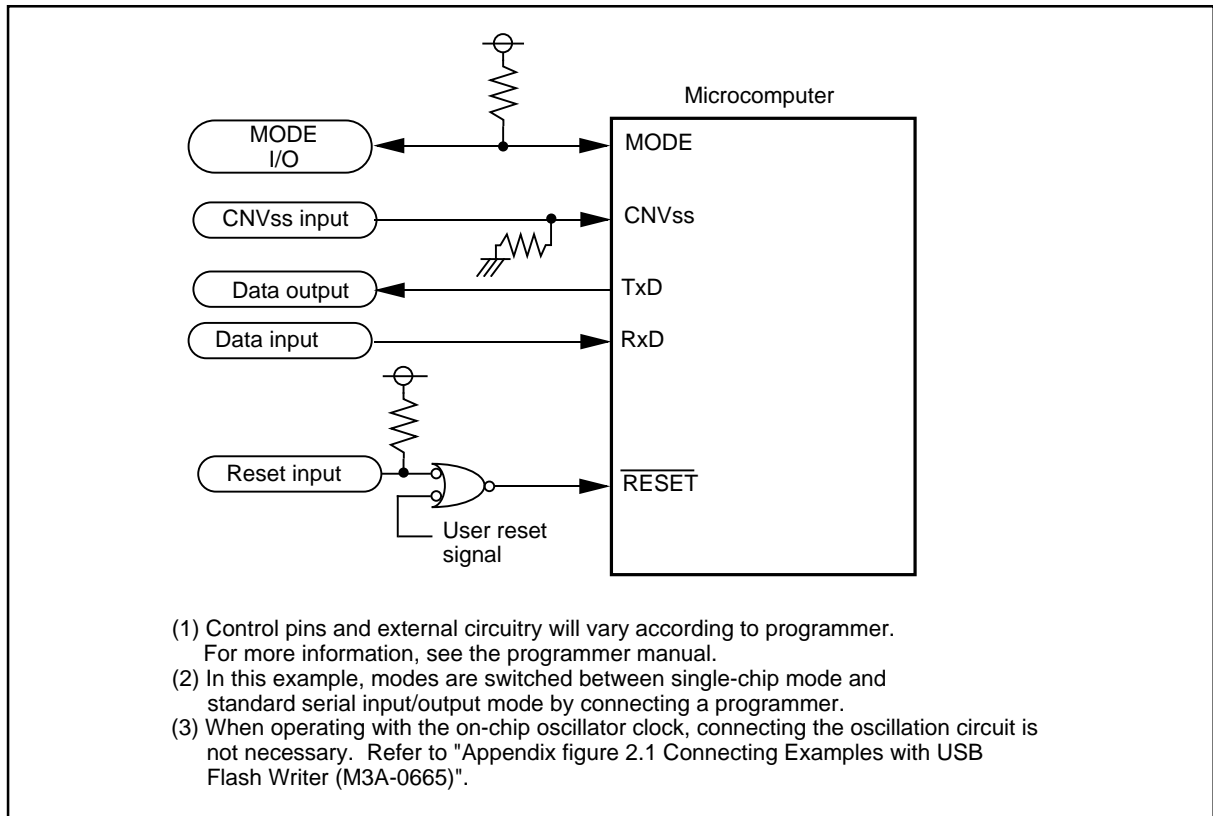 Microcomputer
MODE
I/O
MODE
CNVss input
CNVss
Data output
TxD
Data input
RxD
Reset input
RESET
User reset
signal
(1) Control pins and external circuitry will vary according to programmer.
For more information, see the programmer manual.
(2) In this example, modes are switched between single-chip mode and
standard serial input/output mode by connecting a programmer.
(3) When operating with the on-chip oscillator clock, connecting the oscillation circuit is
not necessary. Refer to "Appendix figure 2.1 Connecting Examples with USB
Flash Writer (M3A-0665)".